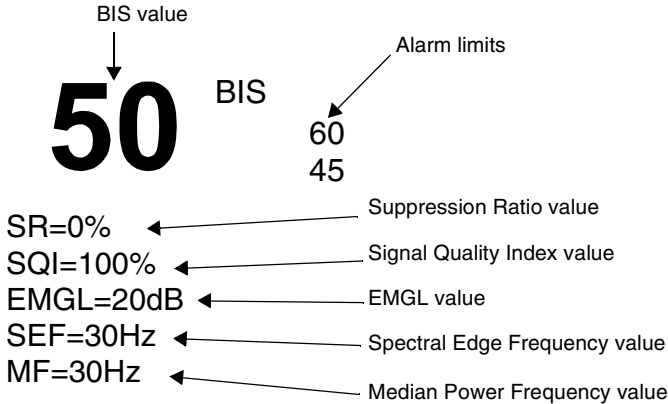 BIS value
Alarm limits
50 BIS
60
45
SR=0% Suppression Ratio value
SQI=100% Signal Quality Index value
EMGL=20dB EMGL value
SEF=30Hz Spectral Edge Frequency value
MF=30Hz Median Power Frequency value